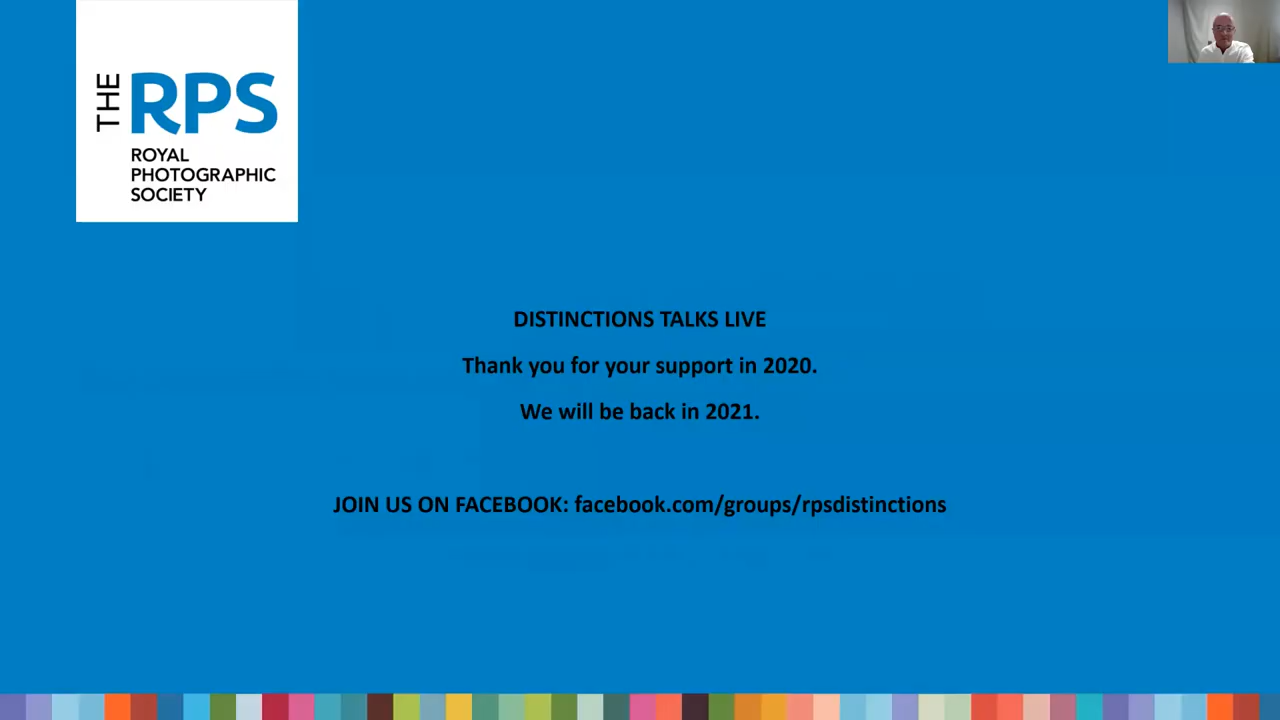 THE RPS
ROYAL
PHOTOGRAPHIC
SOCIETY
DISTINCTIONS TALKS LIVE
Thank you for your support in 2020.
We will be back in 2021.
JOIN US ON FACEBOOK: facebook.com/groups/rpsdistinctions